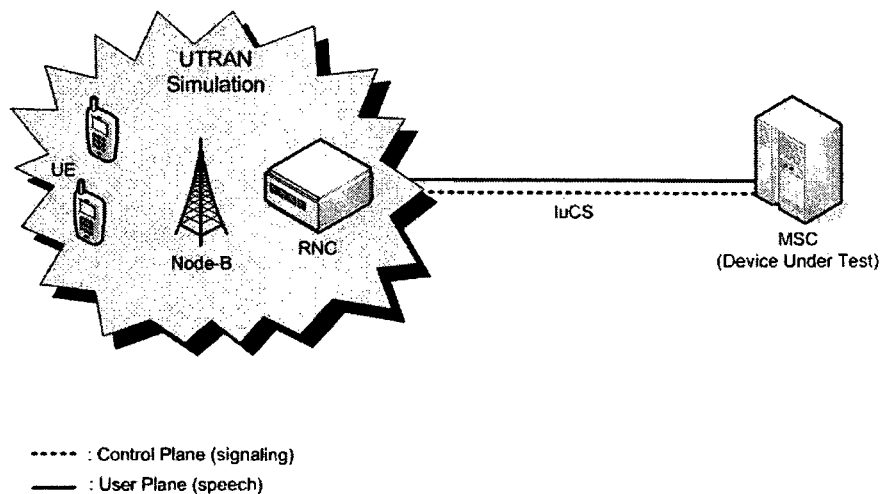 UTRAN
Simulation
UE
Node-B
RNC
IuCS
MSC
(Device Under Test)
: Control Plane (signaling)
: User Plane (speech)